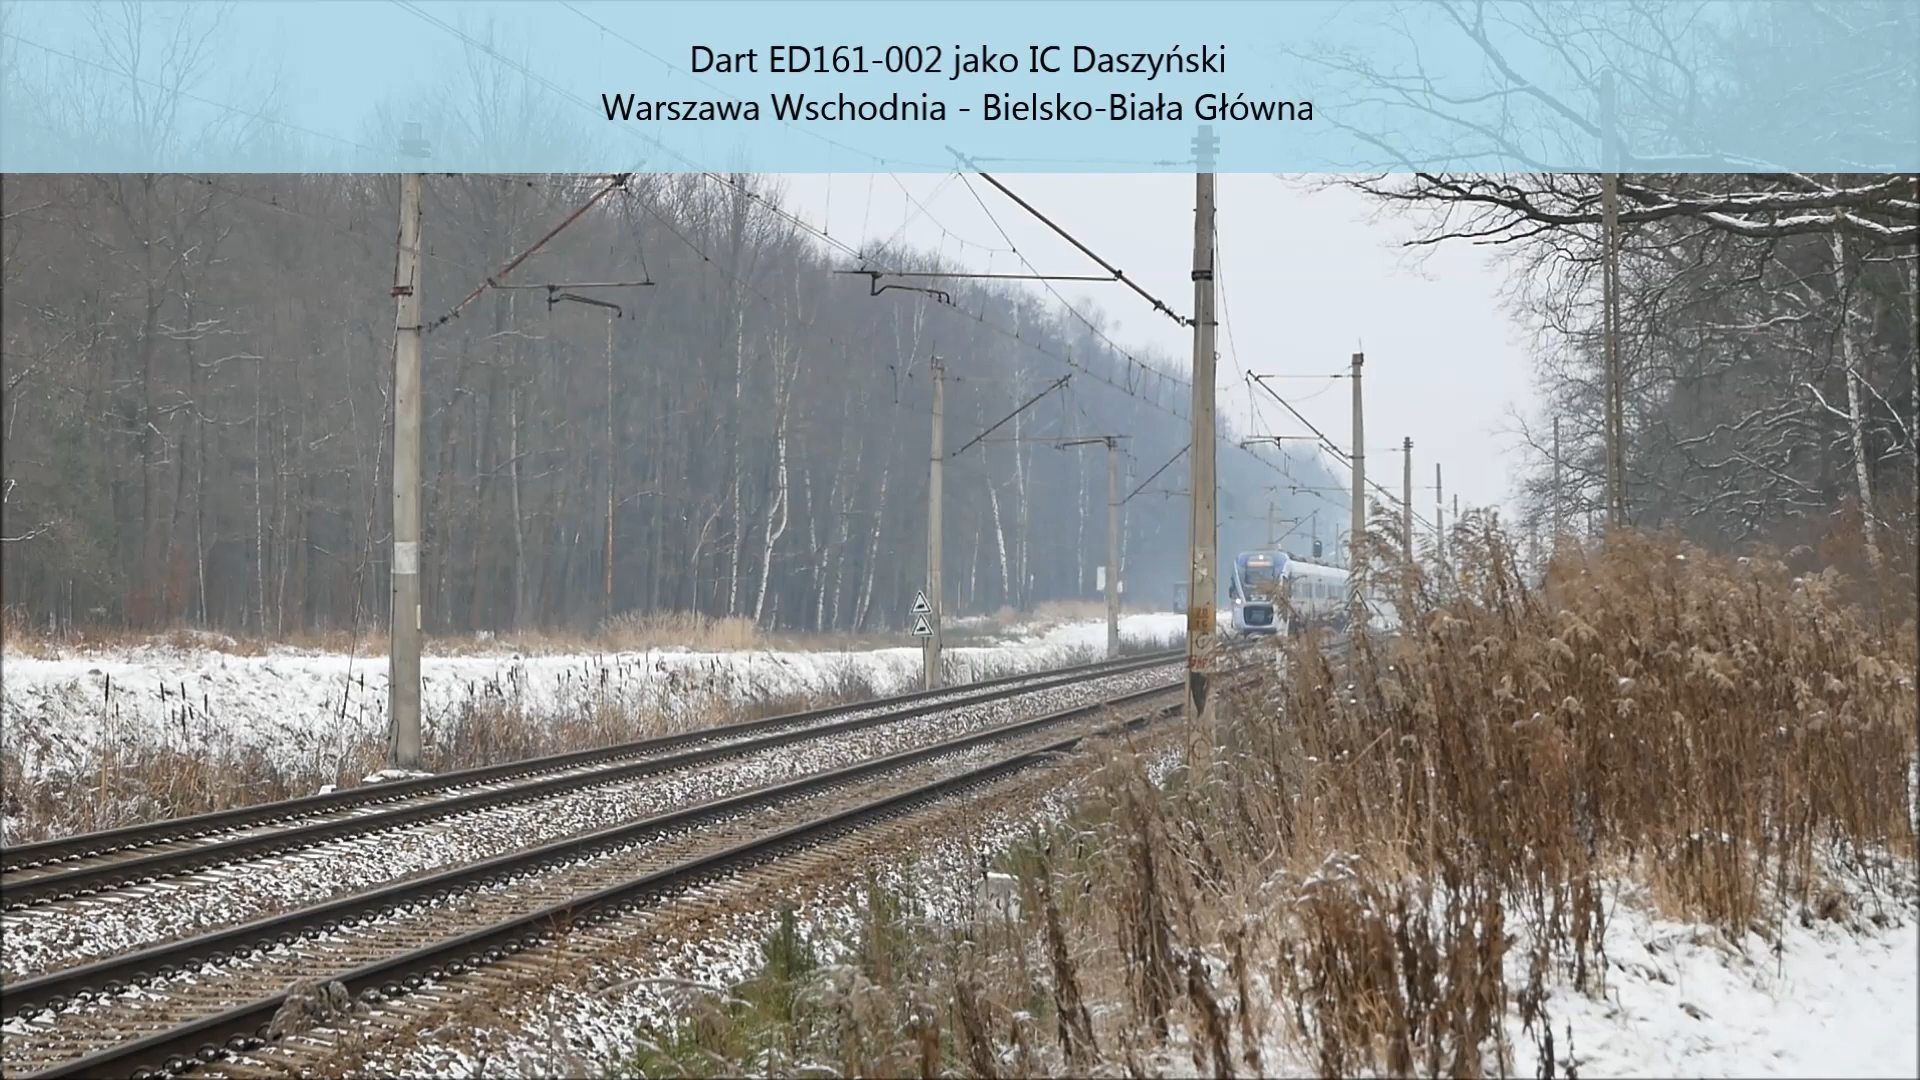 Dart ED161-002 jako IC Daszyński
Warszawa Wschodnia - Bielsko-Biała Główna